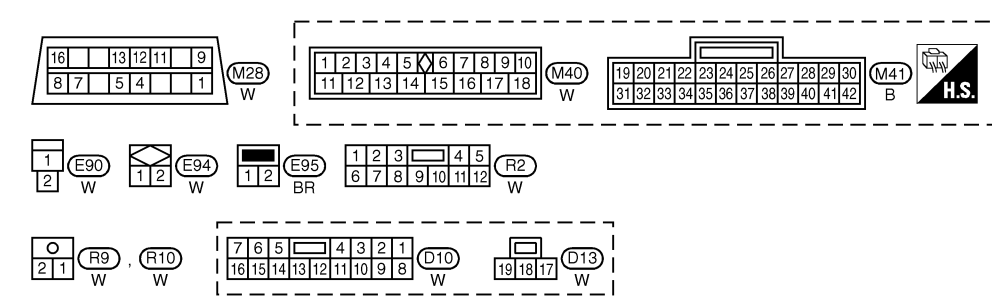 16 13 12 11 9
8 7 5 4 1
M28
W
1 2 3 4 5 6 7 8 9 10
11 12 13 14 15 16 17 18
M40
W
19 20 21 22 23 24 25 26 27 28 29 30
31 32 33 34 35 36 37 38 39 40 41 42
M41
B
H.S.
1
2
E90
W
1 2
E94
W
1 2
E95
BR
1 2 3 4 5
6 7 8 9 10 11 12
R2
W
2 1
R9 , R10
W W
7 6 5 4 3 2 1
16 15 14 13 12 11 10 9 8
D10
W
19 18 17
D13
W